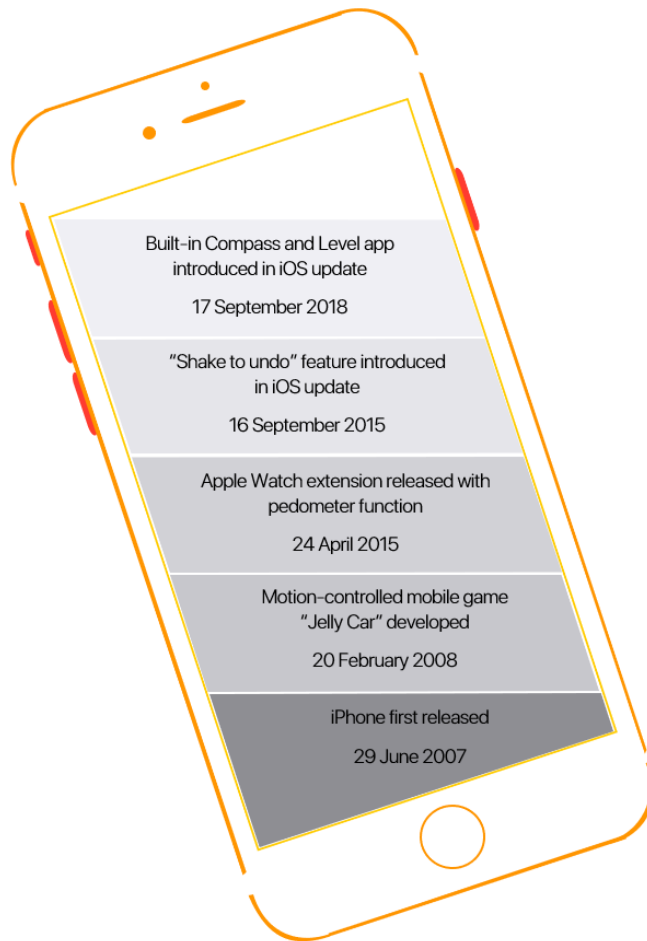 Built-in Compass and Level app
introduced in iOS update
17 September 2018
“Shake to undo” feature introduced
in iOS update
16 September 2015
Apple Watch extension released with
pedometer function
24 April 2015
Motion-controlled mobile game
“Jelly Car” developed
20 February 2008
iPhone first released
29 June 2007